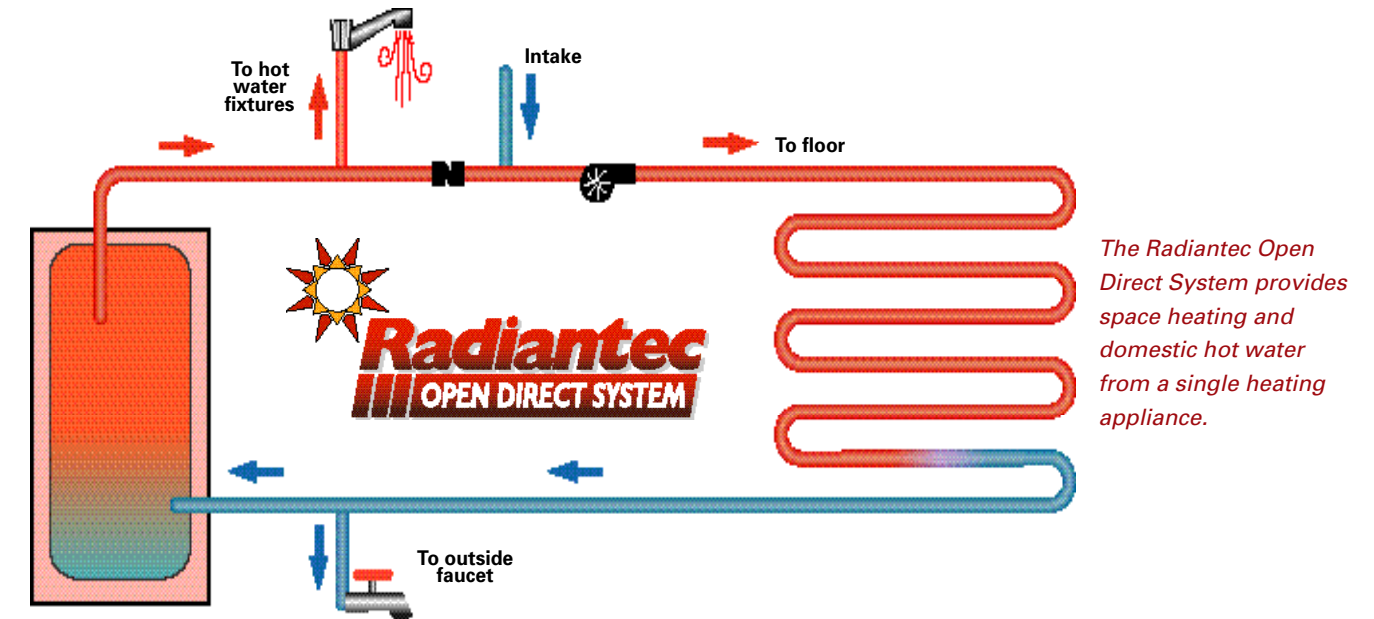 Intake
To hot
water
fixtures
To floor
Radiantec
OPEN DIRECT SYSTEM
The Radiantec Open
Direct System provides
space heating and
domestic hot water
from a single heating
appliance.
To outside
faucet